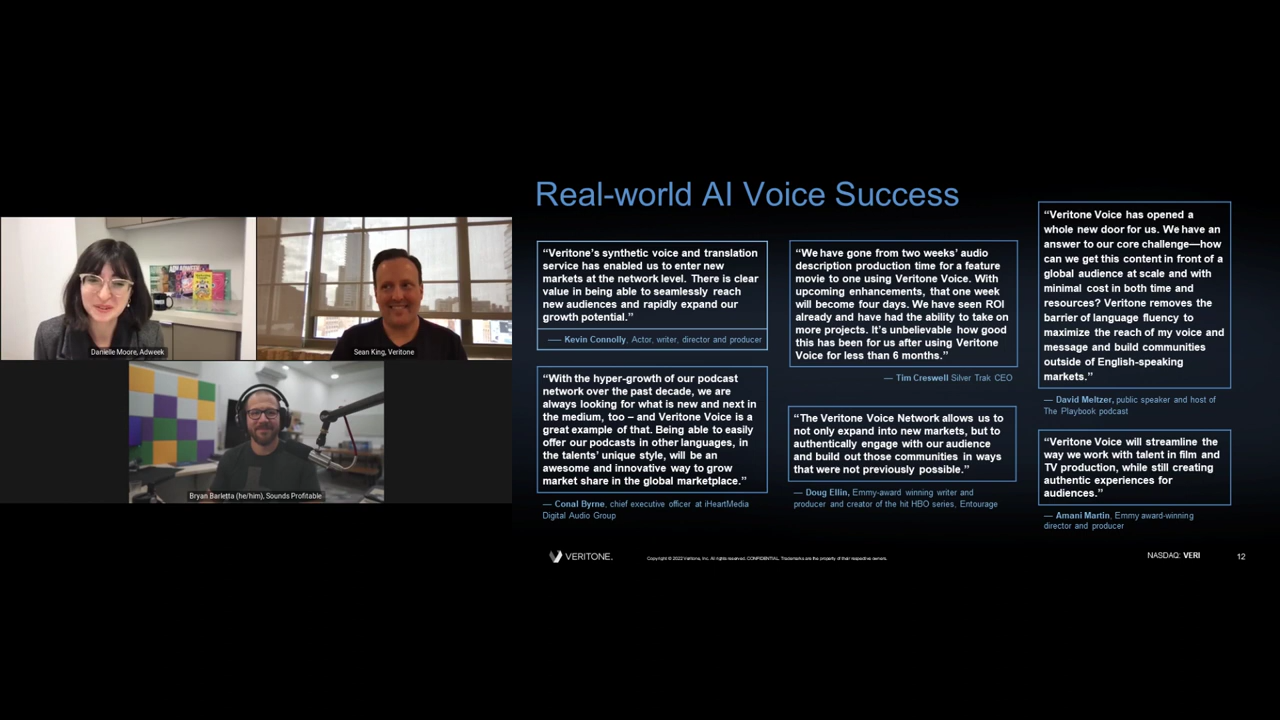 Danielle Moore, Adweek
Sean King, Veritone
Bryan Barletta (he/him), Sounds Profitable
Real-world AI Voice Success
“Veritone’s synthetic voice and translation
service has enabled us to enter new
markets at the network level. There is clear
value in being able to seamlessly reach
new audiences and rapidly expand our
growth potential.”
–– Kevin Connolly, Actor, writer, director and producer
“With the hyper-growth of our podcast
network over the past decade, we are
always looking for what is new and next in
the medium, too – and Veritone Voice is a
great example of that. Being able to easily
offer our podcasts in other languages, in
the talents’ unique style, will be an
awesome and innovative way to grow
market share in the global marketplace.”
— Conal Byrne, chief executive officer at iHeartMedia
Digital Audio Group
“We have gone from two weeks’ audio
description production time for a feature
movie to one using Veritone Voice. With
upcoming enhancements, that one week
will become four days. We have seen ROI
already and have had the ability to take on
more projects. It’s unbelievable how good
this has been for us after using Veritone
Voice for less than 6 months.”
— Tim Creswell Silver Trak CEO
“The Veritone Voice Network allows us to
not only expand into new markets, but to
authentically engage with our audience
and build out those communities in ways
that were not previously possible.”
— Doug Ellin, Emmy-award winning writer and
producer and creator of the hit HBO series, Entourage
“Veritone Voice has opened a
whole new door for us. We have an
answer to our core challenge—how
can we get this content in front of a
global audience at scale and with
minimal cost in both time and
resources? Veritone removes the
barrier of language fluency to
maximize the reach of my voice and
message and build communities
outside of English-speaking
markets.”
— David Meltzer, public speaker and host of
The Playbook podcast
“Veritone Voice will streamline the
way we work with talent in film and
TV production, while still creating
authentic experiences for
audiences.”
— Amani Martin, Emmy award-winning
director and producer
VERITONE.
Copyright © 2022 Veritone, Inc. All rights reserved. CONFIDENTIAL. Trademarks are the property of their respective owners.
NASDAQ: VERI
12